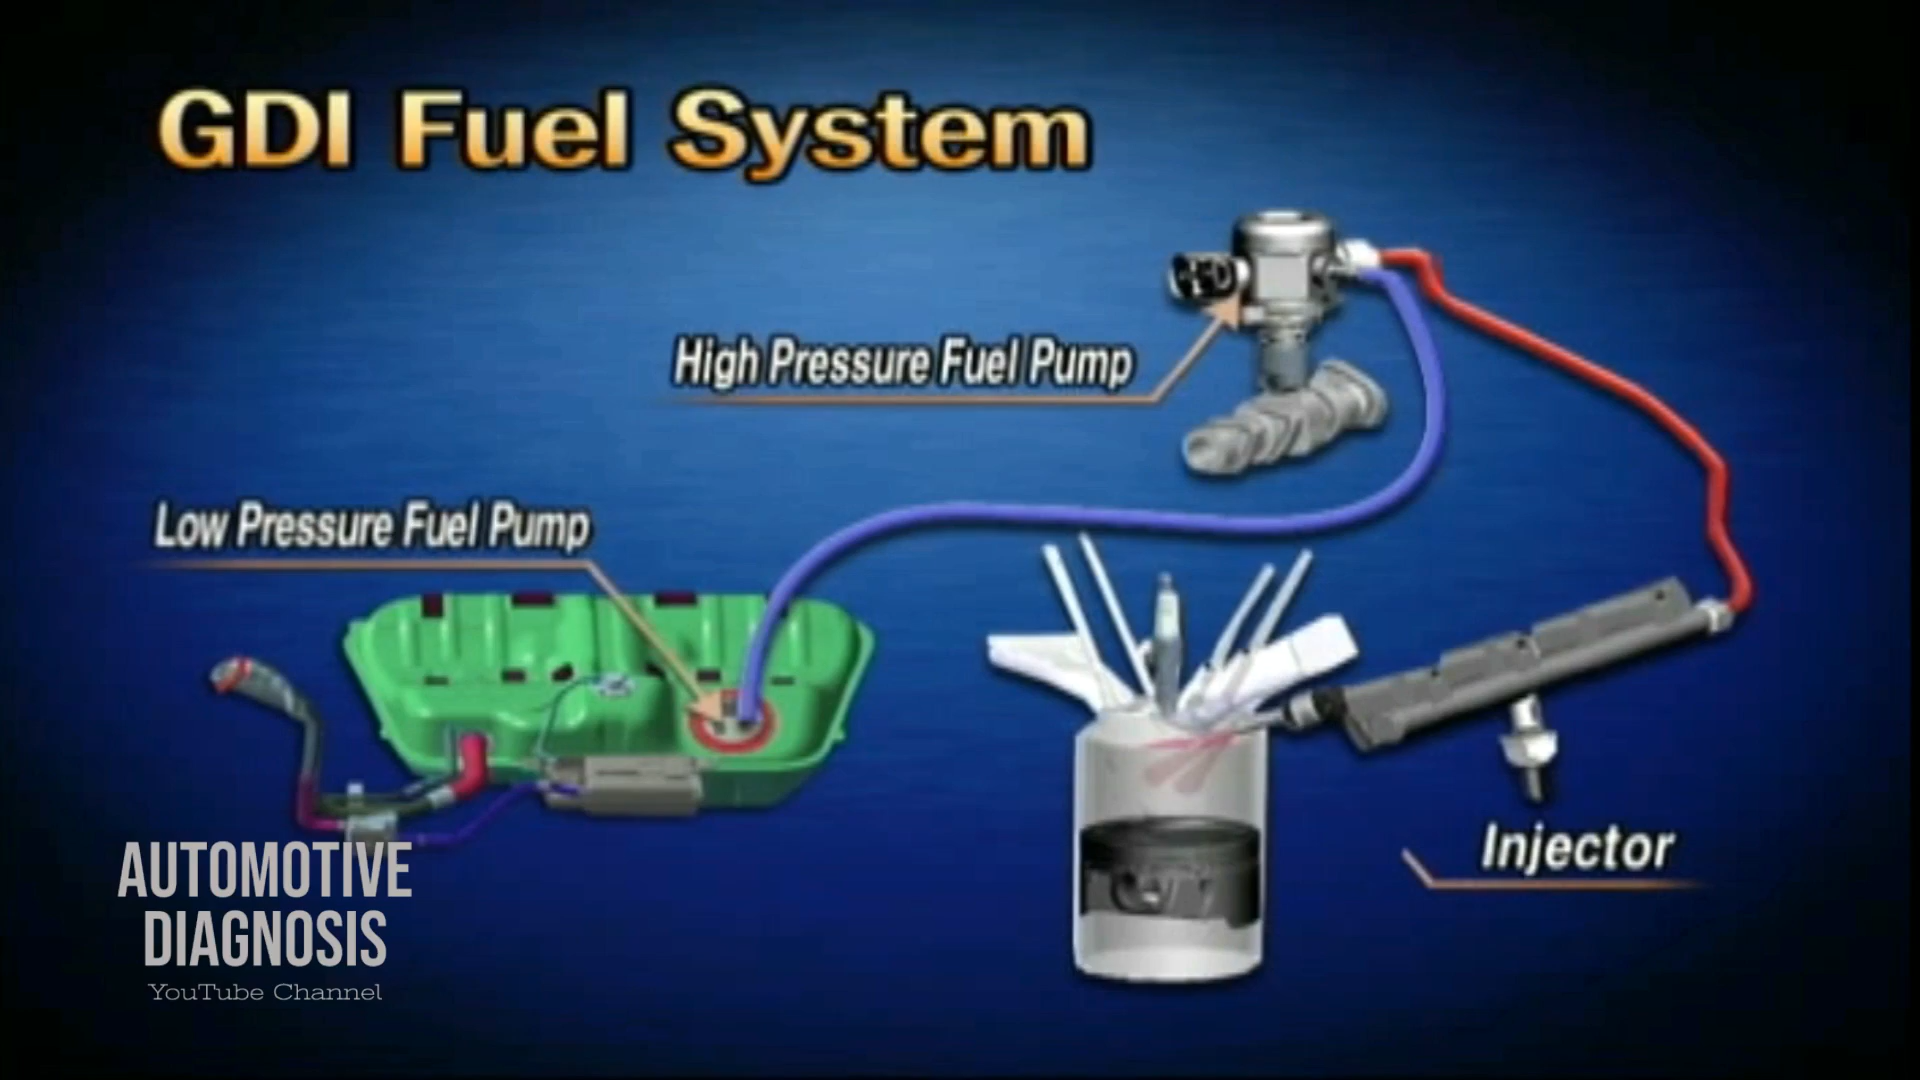 GDI Fuel System
High Pressure Fuel Pump
Low Pressure Fuel Pump
Injector
AUTOMOTIVE
DIAGNOSIS
YouTube Channel